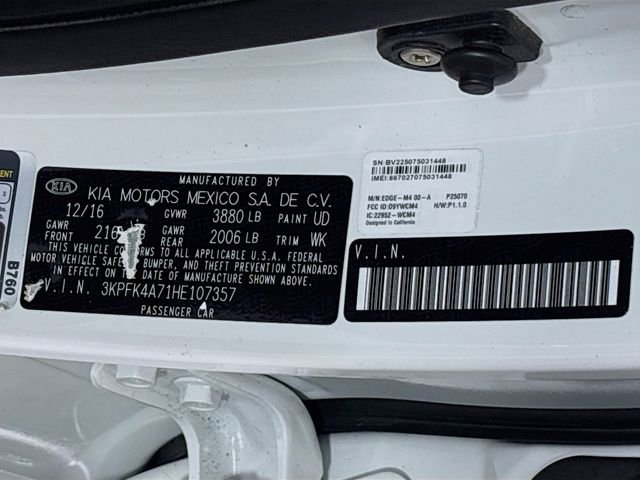 SN:BV225075031448
IMEI:867027075031448
M/N:EDGE-M4 00-A P25070
FCC ID:O9YWCM4 H/W:P1.1.0
IC:22952-WCM4
Designed in California
MANUFACTURED BY
KIA KIA MOTORS MEXICO S.A. DE C.V.
12/16 GVWR 3880 LB PAINT UD
GAWR FRONT GAWR REAR 2006 LB TRIM WK
THIS VEHICLE CONFORMS TO ALL APPLICABLE U.S.A. FEDERAL
MOTOR VEHICLE BUMPER, AND THEFT PREVENTION STANDARDS
IN EFFECT ON THE DATE OF MANUFACTURE SHOWN ABOVE.
V.I.N. 3KPFK4A71HE107357
PASSENGER CAR
V.I.N.
B760